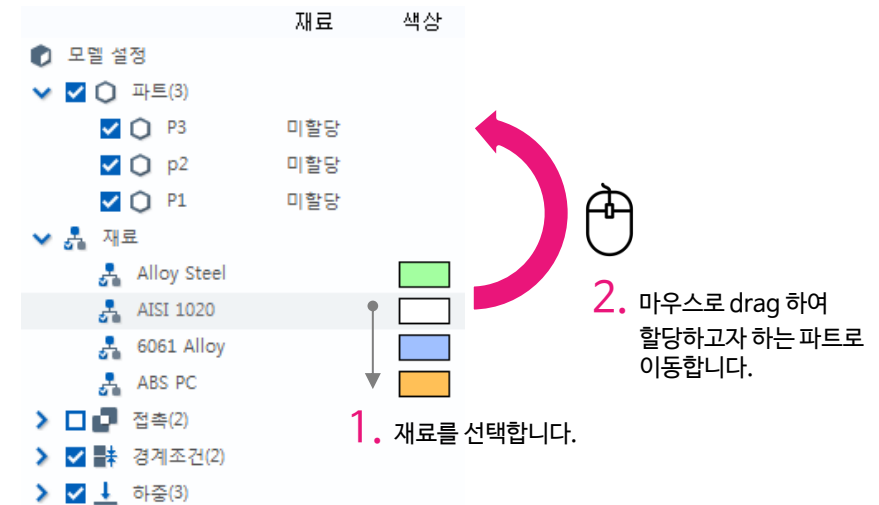 재료 색상
모델 설정
파트(3)
P3 미할당
p2 미할당
P1 미할당
재료
Alloy Steel
AISI 1020
6061 Alloy
ABS PC
접촉(2)
경계조건(2)
하중(3)
1. 재료를 선택합니다.
2. 마우스로 drag 하여
할당하고자 하는 파트로
이동합니다.